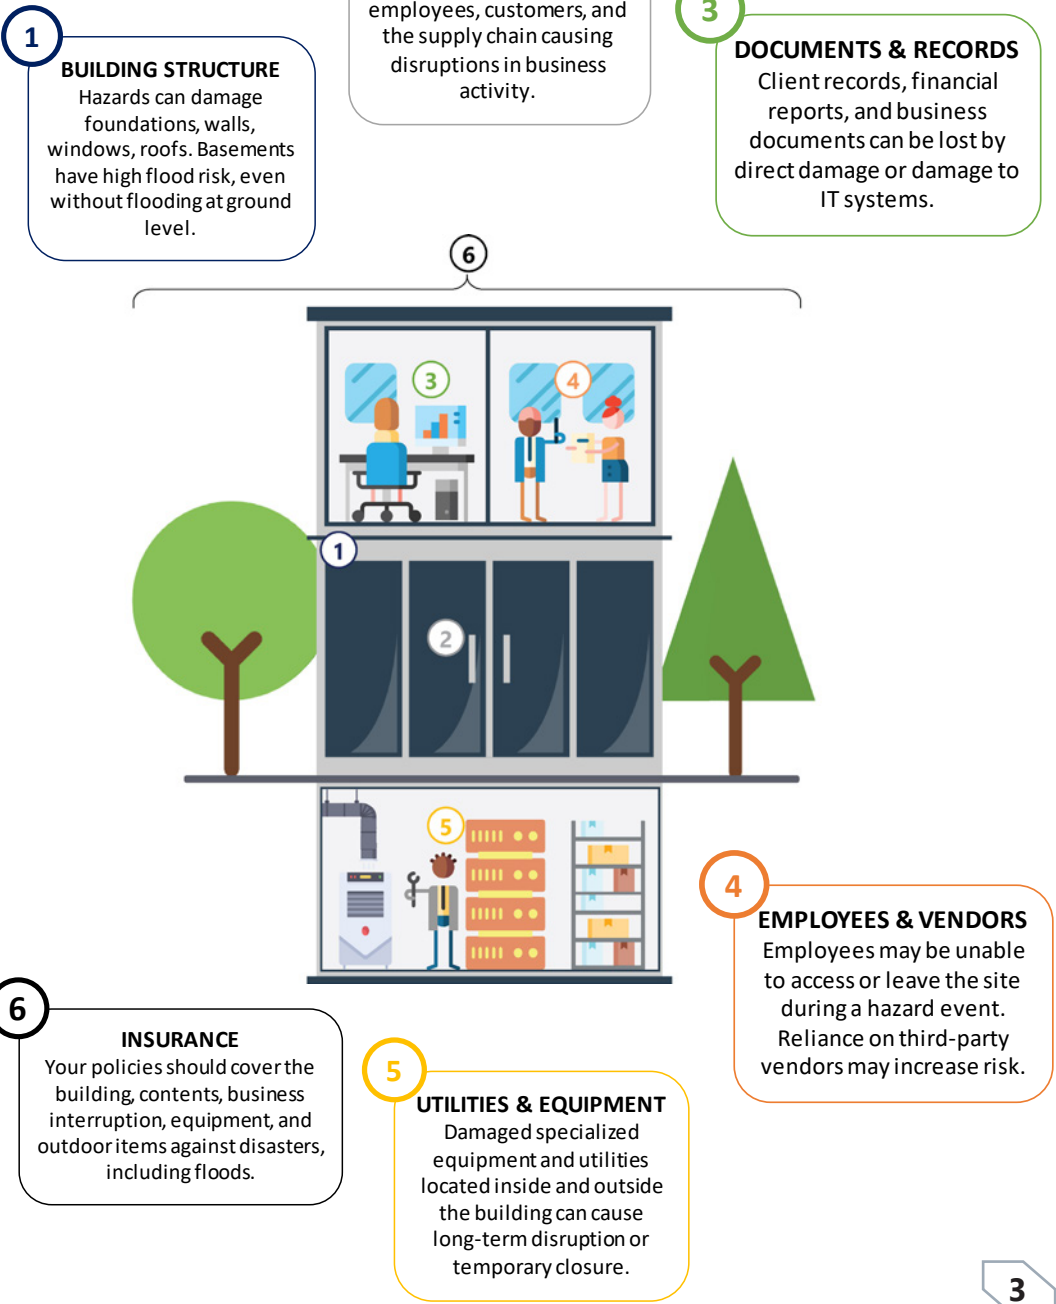 1
BUILDING STRUCTURE
Hazards can damage
foundations, walls,
windows, roofs. Basements
have high flood risk, even
without flooding at ground
level.
employees, customers, and
the supply chain causing
disruptions in business
activity.
3
DOCUMENTS & RECORDS
Client records, financial
reports, and business
documents can be lost by
direct damage or damage to
IT systems.
6
3
4
1
2
5
4
EMPLOYEES & VENDORS
Employees may be unable
to access or leave the site
during a hazard event.
Reliance on third-party
vendors may increase risk.
6
INSURANCE
Your policies should cover the
building, contents, business
interruption, equipment, and
outdoor items against disasters,
including floods.
5
UTILITIES & EQUIPMENT
Damaged specialized
equipment and utilities
located inside and outside
the building can cause
long-term disruption or
temporary closure.
3